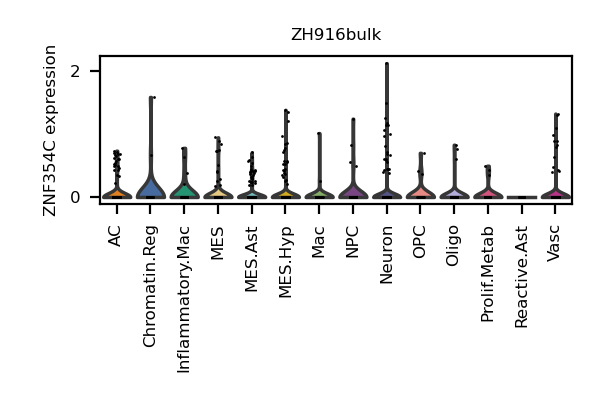 ZH916bulk
ZNF354C expression
2
0
AC
Chromatin.Reg
Inflammatory.Mac
MES
MES.Ast
MES.Hyp
Mac
NPC
Neuron
OPC
Oligo
Prolif.Metab
Reactive.Ast
Vasc